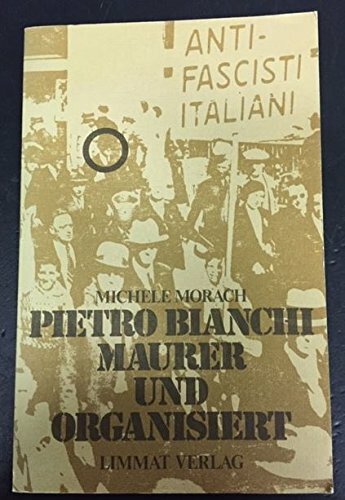 ANTI-
FASCISTI
ITALIANI
MICHELE MORACH
PIETRO BIANCHI
MAURER
UND
ORGANISIERT
LIMMAT VERLAG